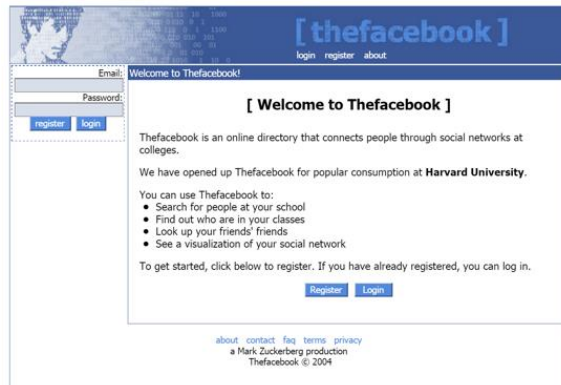 [ thefacebook ]
login register about
Email:
Password:
register login
Welcome to Thefacebook!
[ Welcome to Thefacebook ]
Thefacebook is an online directory that connects people through social networks at
colleges.
We have opened up Thefacebook for popular consumption at Harvard University.
You can use Thefacebook to:
● Search for people at your school
● Find out who are in your classes
● Look up your friends' friends
● See a visualization of your social network
To get started, click below to register. If you have already registered, you can log in.
Register Login
about contact faq terms privacy
a Mark Zuckerberg production
Thefacebook © 2004